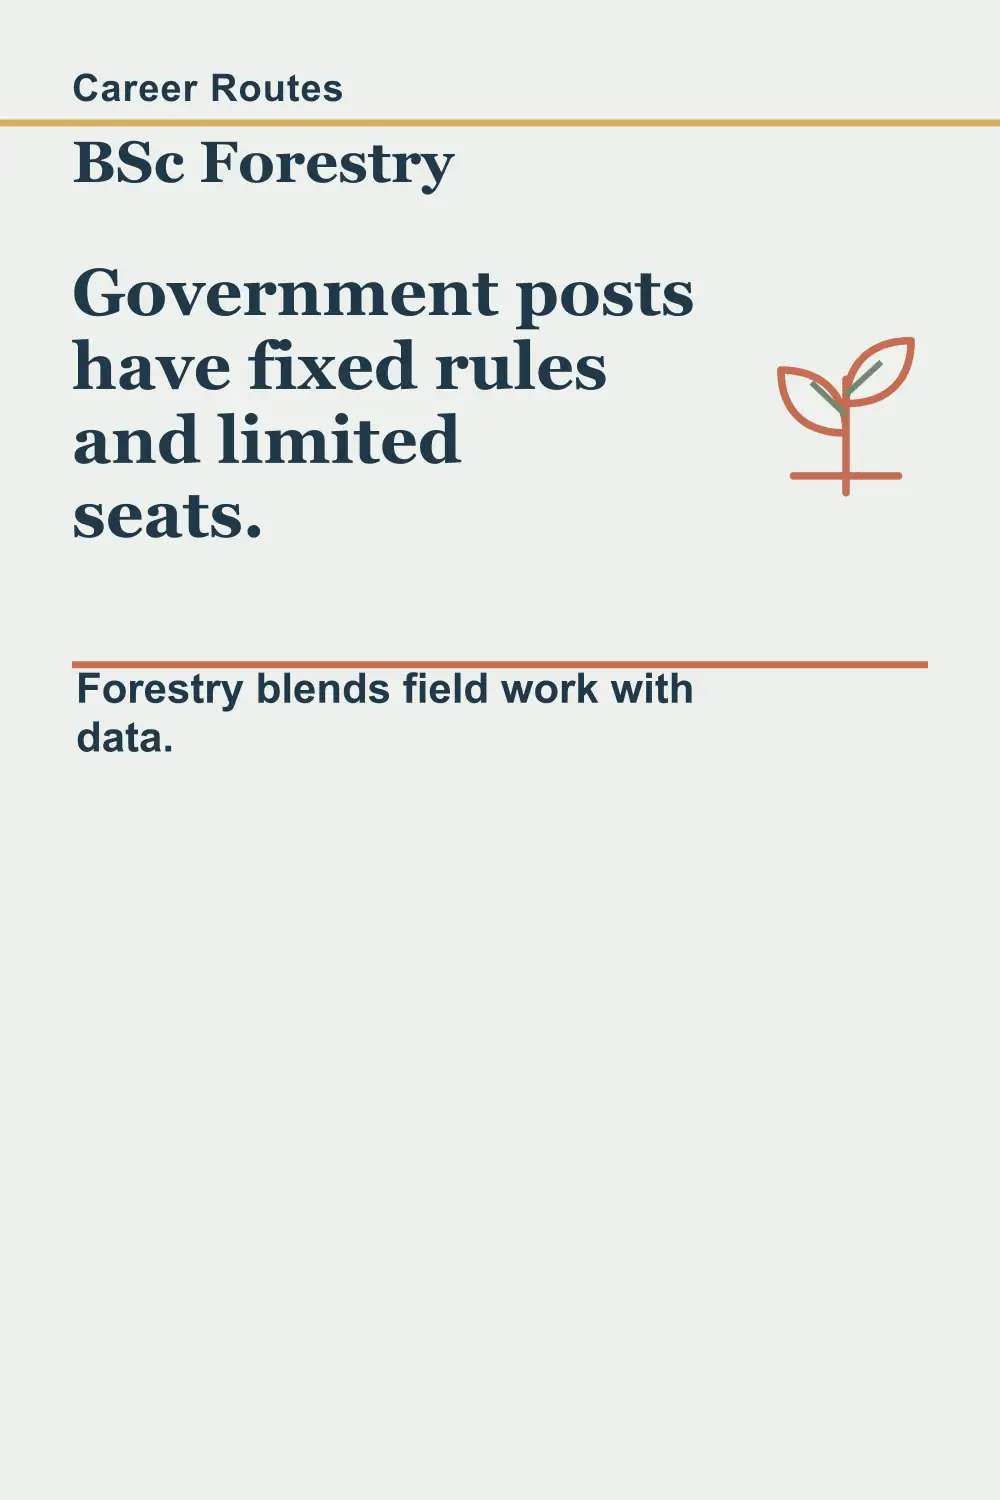 Career Routes
BSc Forestry
Government posts
have fixed rules
and limited
seats.
Forestry blends field work with
data.